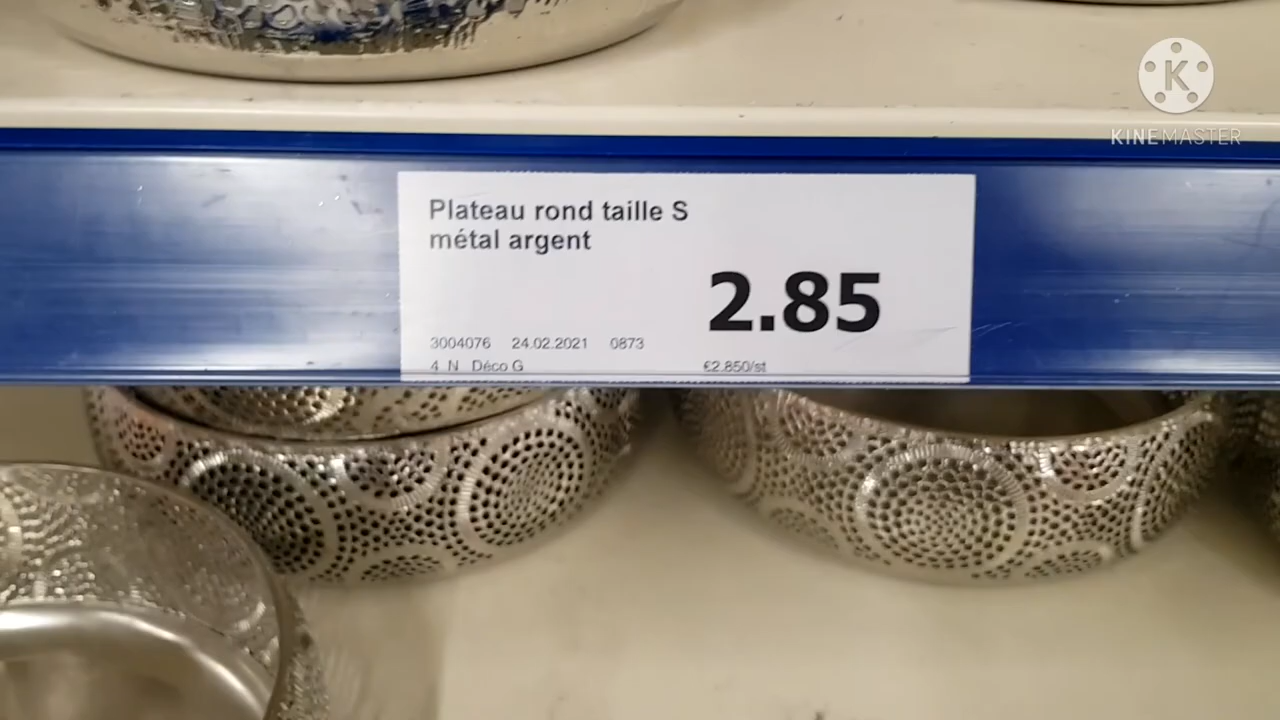 K
KINEMASTER
Plateau rond taille S
métal argent
2.85
3004076 24.02.2021 0873
4 N Déco G €2.850/st